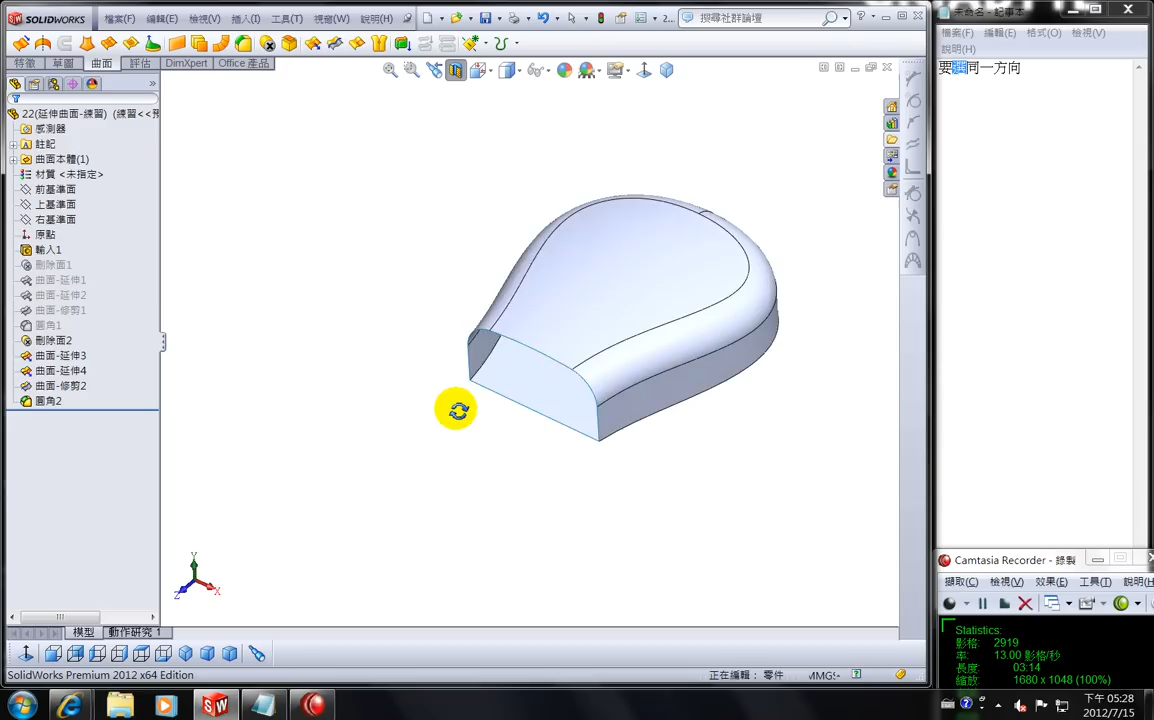 SOLIDWORKS 檔案(F) 編輯(E) 檢視(V) 插入(I) 工具(T) 視窗(W) 說明(H) 2... 搜尋社群論壇
特徵 草圖 曲面 評估 DimXpert Office 產品
22(延伸曲面-練習) (練習<<預
感測器
註記
曲面本體(1)
材質 <未指定>
前基準面
上基準面
右基準面
原點
輸入1
刪除面1
曲面-延伸1
曲面-延伸2
曲面-修剪1
圓角1
刪除面2
曲面-延伸3
曲面-延伸4
曲面-修剪2
圓角2
Y
X
Z
模型 動作研究 1
SolidWorks Premium 2012 x64 Edition
正在編輯: 零件 MMGS
未命名 - 記事本
檔案(F) 編輯(E) 格式(O) 檢視(V)
說明(H)
要選同一方向
Camtasia Recorder - 錄製
擷取(C) 檢視(V) 效果(E) 工具(T) 說明(H)
Statistics:
影格: 2919
率: 13.00 影格/秒
長度: 03:14
縮放: 1680 x 1048 (100%)
下午 05:28
2012/7/15